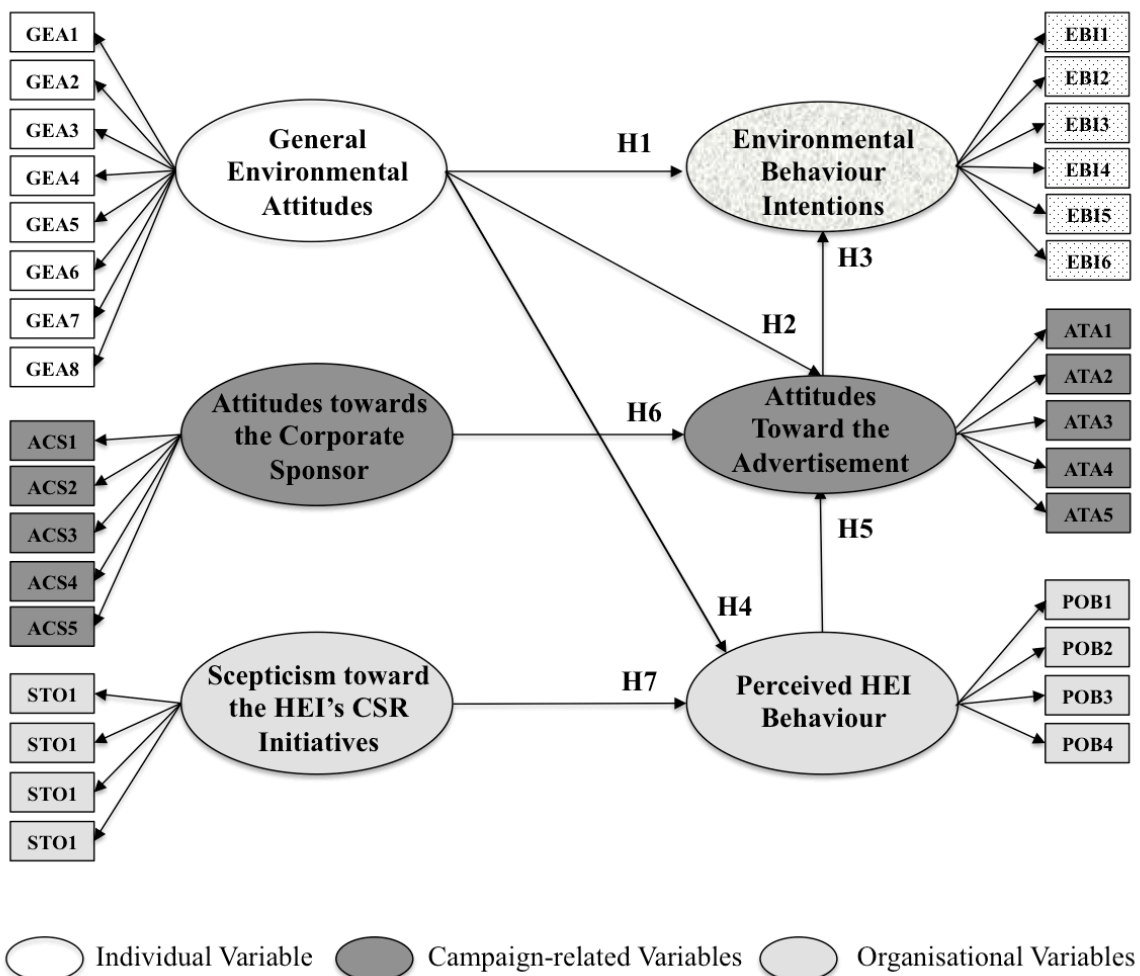 GEA1
GEA2
GEA3
GEA4
GEA5
GEA6
GEA7
GEA8
General
Environmental
Attitudes
H1
Environmental
Behaviour
Intentions
EBI1
EBI2
EBI3
EBI4
EBI5
EBI6
H3
H2
ACS1
ACS2
ACS3
ACS4
ACS5
Attitudes towards
the Corporate
Sponsor
H6
Attitudes
Toward the
Advertisement
ATA1
ATA2
ATA3
ATA4
ATA5
H5
H4
STO1
STO1
STO1
STO1
Scepticism toward
the HEI’s CSR
Initiatives
H7
Perceived HEI
Behaviour
POB1
POB2
POB3
POB4
Individual Variable
Campaign-related Variables
Organisational Variables